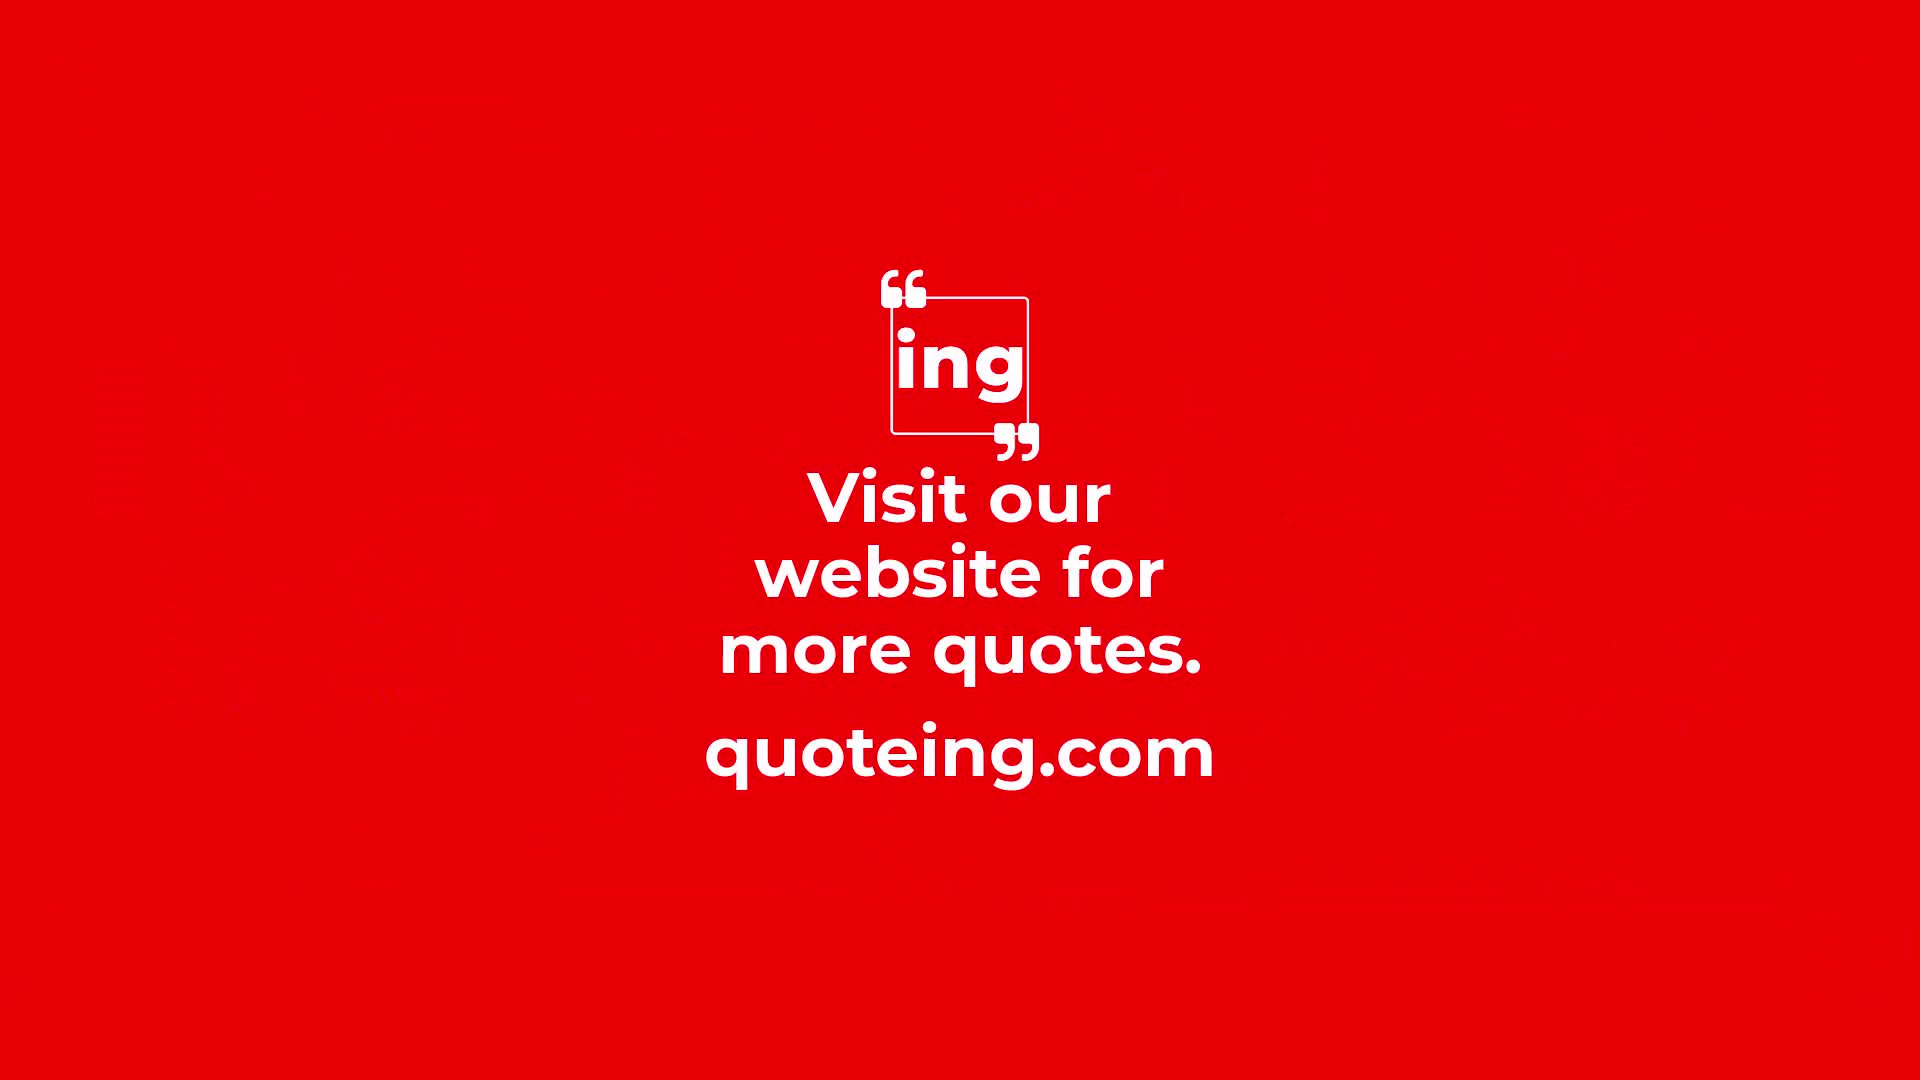 “ing”
Visit our
website for
more quotes.
quoteing.com